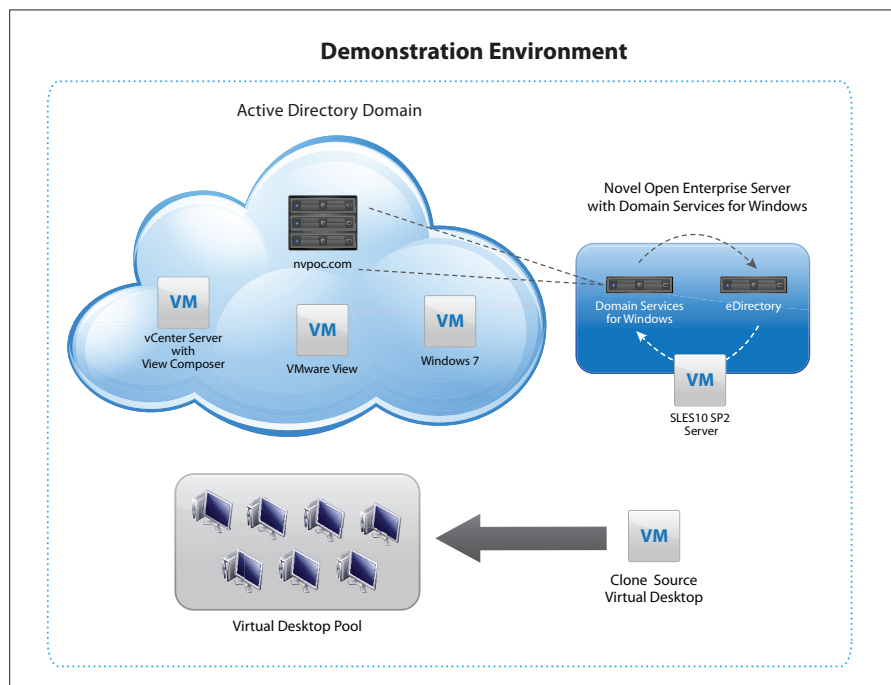 Demonstration Environment
Active Directory Domain
nvpoc.com
VM
vCenter Server
with
View Composer
VM
VMware View
VM
Windows 7
Novel Open Enterprise Server
with Domain Services for Windows
Domain Services
for Windows
eDirectory
VM
SLES10 SP2
Server
Virtual Desktop Pool
VM
Clone Source
Virtual Desktop